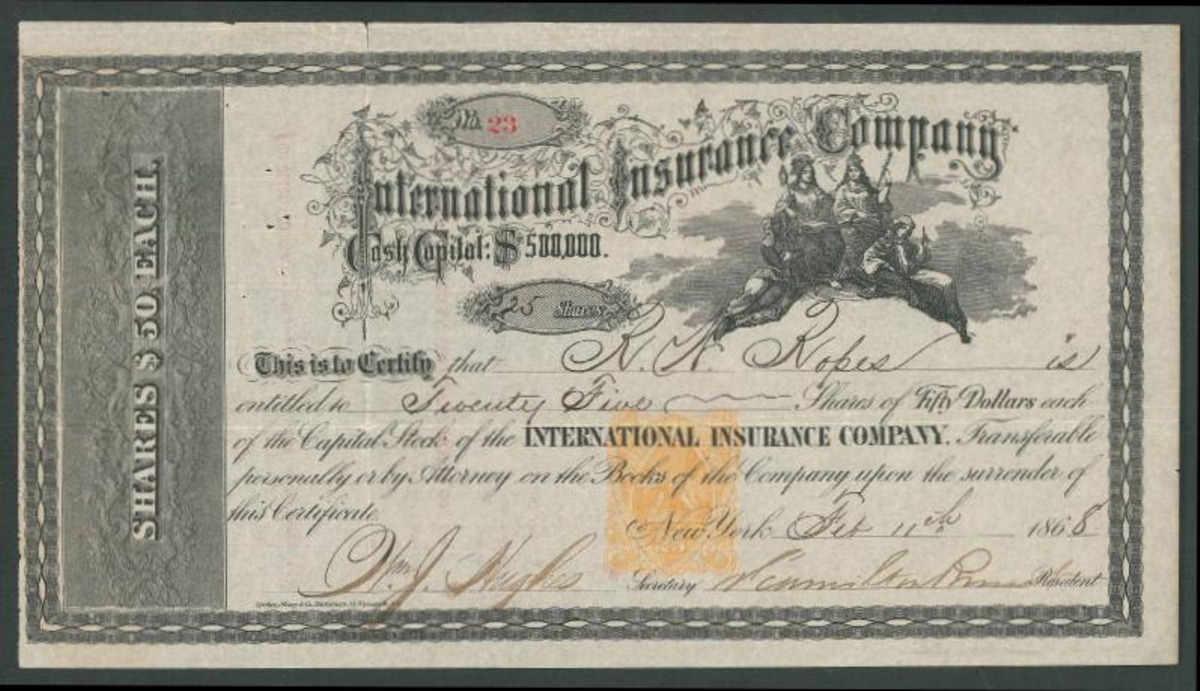 No. 23
International Insurance Company
Cash Capital: $500,000.
25 Shares
SHARES $50 EACH.
This is to Certify that R. N. Ropes is
entitled to Twenty Five Shares of Fifty Dollars each
of the Capital Stock of the INTERNATIONAL INSURANCE COMPANY, Transferable
personally or by Attorney on the Books of the Company upon the surrender of
this Certificate.
New York Feb 11th 1868
Wm J. Hughes Secretary Hamilton President